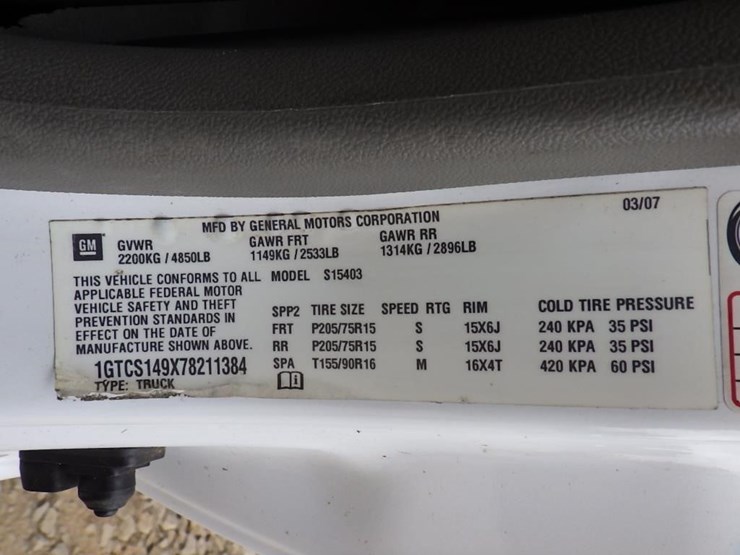 MFD BY GENERAL MOTORS CORPORATION 03/07
GM GVWR GAWR FRT GAWR RR
2200KG / 4850LB 1149KG / 2533LB 1314KG / 2896LB
THIS VEHICLE CONFORMS TO ALL
APPLICABLE FEDERAL MOTOR
VEHICLE SAFETY AND THEFT
PREVENTION STANDARDS IN
EFFECT ON THE DATE OF
MANUFACTURE SHOWN ABOVE.
1GTCS149X78211384
TYPE: TRUCK
MODEL S15403
SPP2 TIRE SIZE SPEED RTG RIM COLD TIRE PRESSURE
FRT P205/75R15 S 15X6J 240 KPA 35 PSI
RR P205/75R15 S 15X6J 240 KPA 35 PSI
SPA T155/90R16 M 16X4T 420 KPA 60 PSI